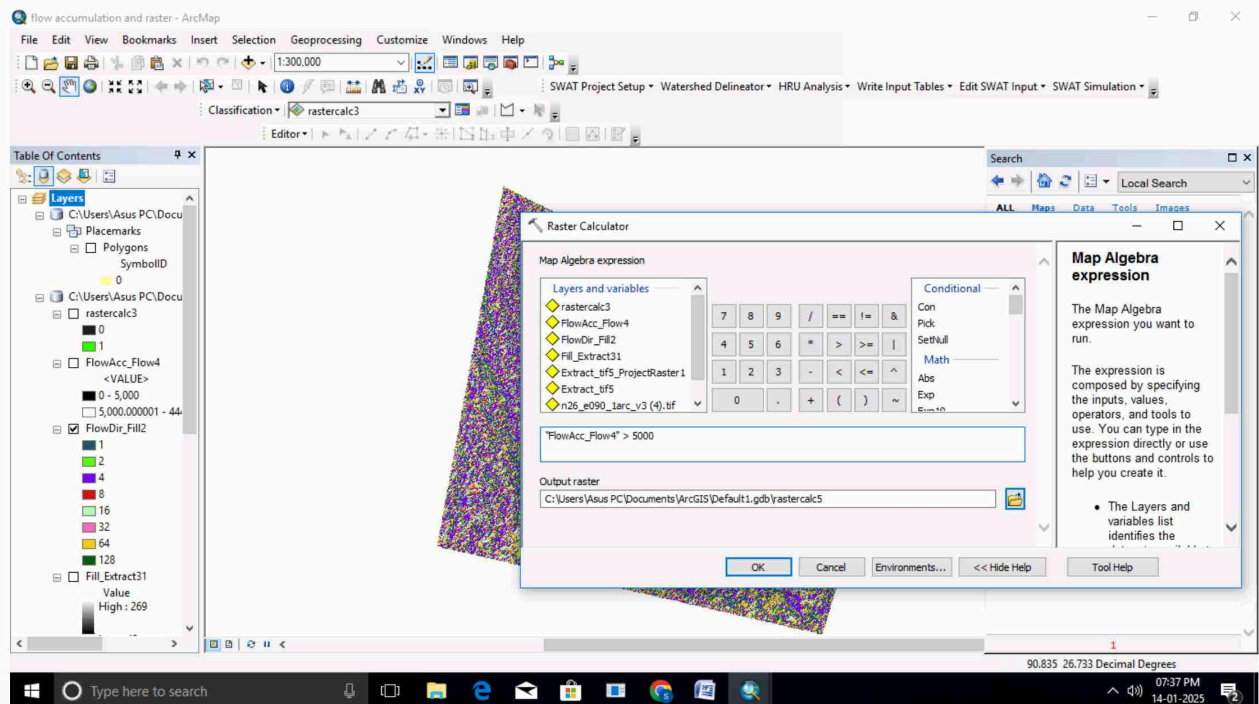 flow accumulation and raster - ArcMap
File Edit View Bookmarks Insert Selection Geoprocessing Customize Windows Help
1:300,000
SWAT Project Setup Watershed Delineator HRU Analysis Write Input Tables Edit SWAT Input SWAT Simulation
Classification rastercalc3
Editor
Table Of Contents
Layers
C:\Users\Asus PC\Docu
Placemarks
Polygons
SymbolID
0
C:\Users\Asus PC\Docu
rastercalc3
0
1
FlowAcc_Flow4
<VALUE>
0 - 5,000
5,000.000001 - 44
FlowDir_Fill2
1
2
4
8
16
32
64
128
Fill_Extract31
Value
High : 269
Search
Local Search
ALL Maps Data Tools Images
Raster Calculator
Map Algebra expression
Layers and variables
rastercalc3
FlowAcc_Flow4
FlowDir_Fill2
Fill_Extract31
Extract_tif5_ProjectRaster1
Extract_tif5
n26_e090_1arc_v3 (4).tif
7 8 9 / == != &
4 5 6 * > >= |
1 2 3 - < <= ^
0 . + ( ) ~
Conditional
Con
Pick
SetNull
Math
Abs
Exp
Exp10
"FlowAcc_Flow4" > 5000
Output raster
C:\Users\Asus PC\Documents\ArcGIS\Default1.gdb\rastercalc5
OK Cancel Environments... << Hide Help Tool Help
Map Algebra
expression
The Map Algebra
expression you want to
run.
The expression is
composed by specifying
the inputs, values,
operators, and tools to
use. You can type in the
expression directly or use
the buttons and controls to
help you create it.
• The Layers and
variables list
identifies the
1
90.835 26.733 Decimal Degrees
Type here to search
07:37 PM
14-01-2025
2